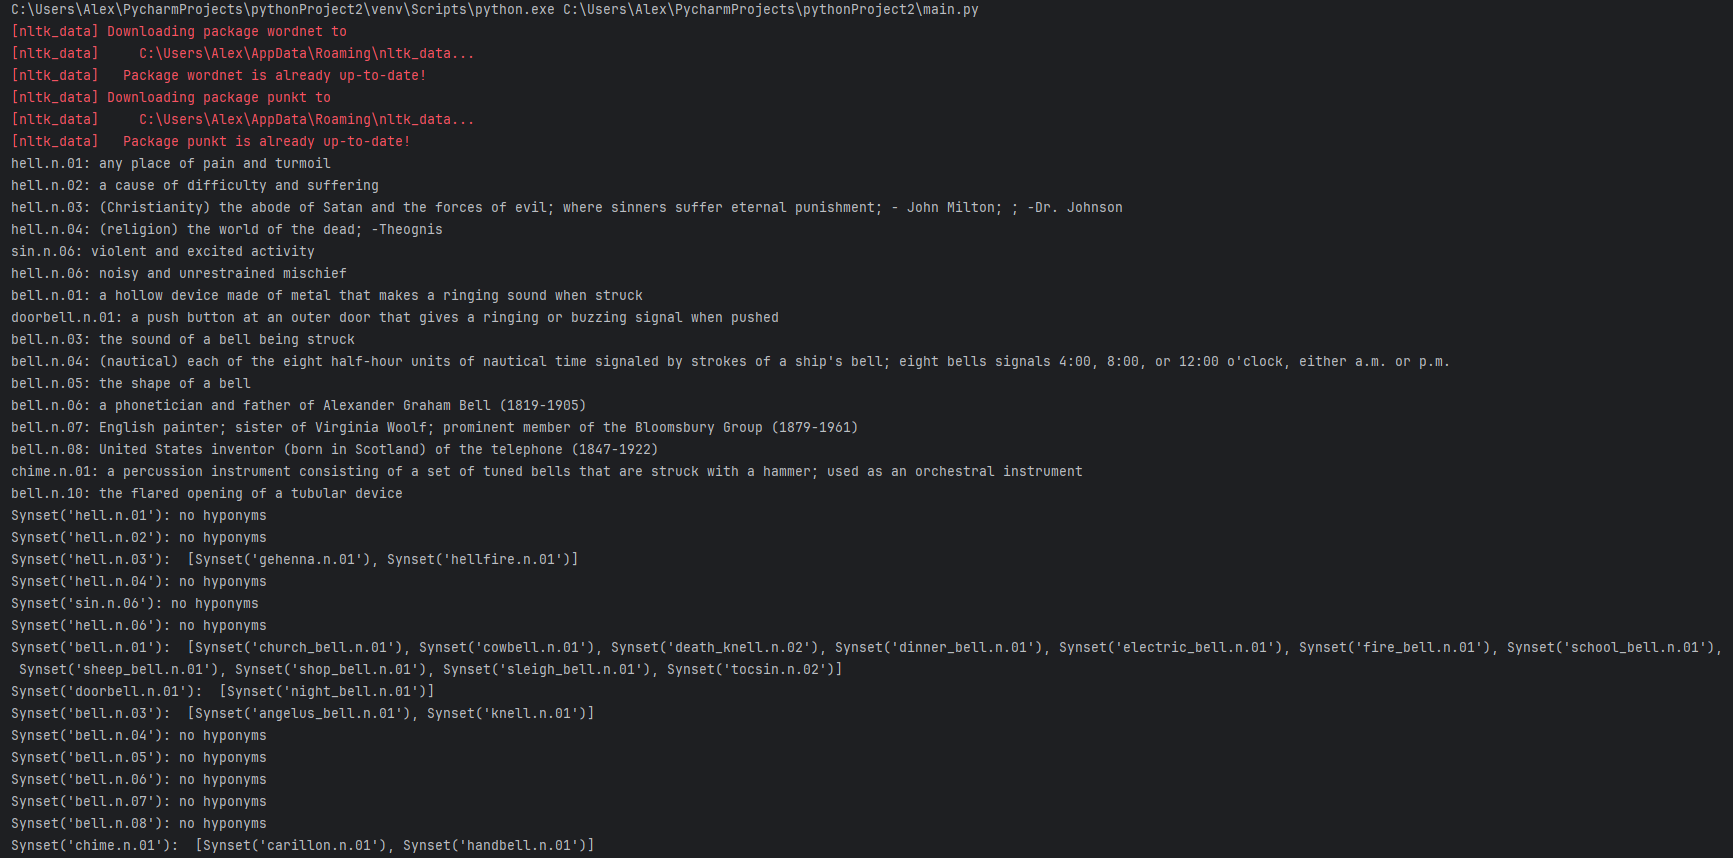 C:\Users\Alex\PycharmProjects\pythonProject2\venv\Scripts\python.exe C:\Users\Alex\PycharmProjects\pythonProject2\main.py
[nltk_data] Downloading package wordnet to
[nltk_data]     C:\Users\Alex\AppData\Roaming\nltk_data...
[nltk_data]   Package wordnet is already up-to-date!
[nltk_data] Downloading package punkt to
[nltk_data]     C:\Users\Alex\AppData\Roaming\nltk_data...
[nltk_data]   Package punkt is already up-to-date!
hell.n.01: any place of pain and turmoil
hell.n.02: a cause of difficulty and suffering
hell.n.03: (Christianity) the abode of Satan and the forces of evil; where sinners suffer eternal punishment; - John Milton; ; -Dr. Johnson
hell.n.04: (religion) the world of the dead; -Theognis
sin.n.06: violent and excited activity
hell.n.06: noisy and unrestrained mischief
bell.n.01: a hollow device made of metal that makes a ringing sound when struck
doorbell.n.01: a push button at an outer door that gives a ringing or buzzing signal when pushed
bell.n.03: the sound of a bell being struck
bell.n.04: (nautical) each of the eight half-hour units of nautical time signaled by strokes of a ship's bell; eight bells signals 4:00, 8:00, or 12:00 o'clock, either a.m. or p.m.
bell.n.05: the shape of a bell
bell.n.06: a phonetician and father of Alexander Graham Bell (1819-1905)
bell.n.07: English painter; sister of Virginia Woolf; prominent member of the Bloomsbury Group (1879-1961)
bell.n.08: United States inventor (born in Scotland) of the telephone (1847-1922)
chime.n.01: a percussion instrument consisting of a set of tuned bells that are struck with a hammer; used as an orchestral instrument
bell.n.10: the flared opening of a tubular device
Synset('hell.n.01'): no hyponyms
Synset('hell.n.02'): no hyponyms
Synset('hell.n.03'):  [Synset('gehenna.n.01'), Synset('hellfire.n.01')]
Synset('hell.n.04'): no hyponyms
Synset('sin.n.06'): no hyponyms
Synset('hell.n.06'): no hyponyms
Synset('bell.n.01'):  [Synset('church_bell.n.01'), Synset('cowbell.n.01'), Synset('death_knell.n.02'), Synset('dinner_bell.n.01'), Synset('electric_bell.n.01'), Synset('fire_bell.n.01'), Synset('school_bell.n.01'),
Synset('sheep_bell.n.01'), Synset('shop_bell.n.01'), Synset('sleigh_bell.n.01'), Synset('tocsin.n.02')]
Synset('doorbell.n.01'):  [Synset('night_bell.n.01')]
Synset('bell.n.03'):  [Synset('angelus_bell.n.01'), Synset('knell.n.01')]
Synset('bell.n.04'): no hyponyms
Synset('bell.n.05'): no hyponyms
Synset('bell.n.06'): no hyponyms
Synset('bell.n.07'): no hyponyms
Synset('bell.n.08'): no hyponyms
Synset('chime.n.01'):  [Synset('carillon.n.01'), Synset('handbell.n.01')]